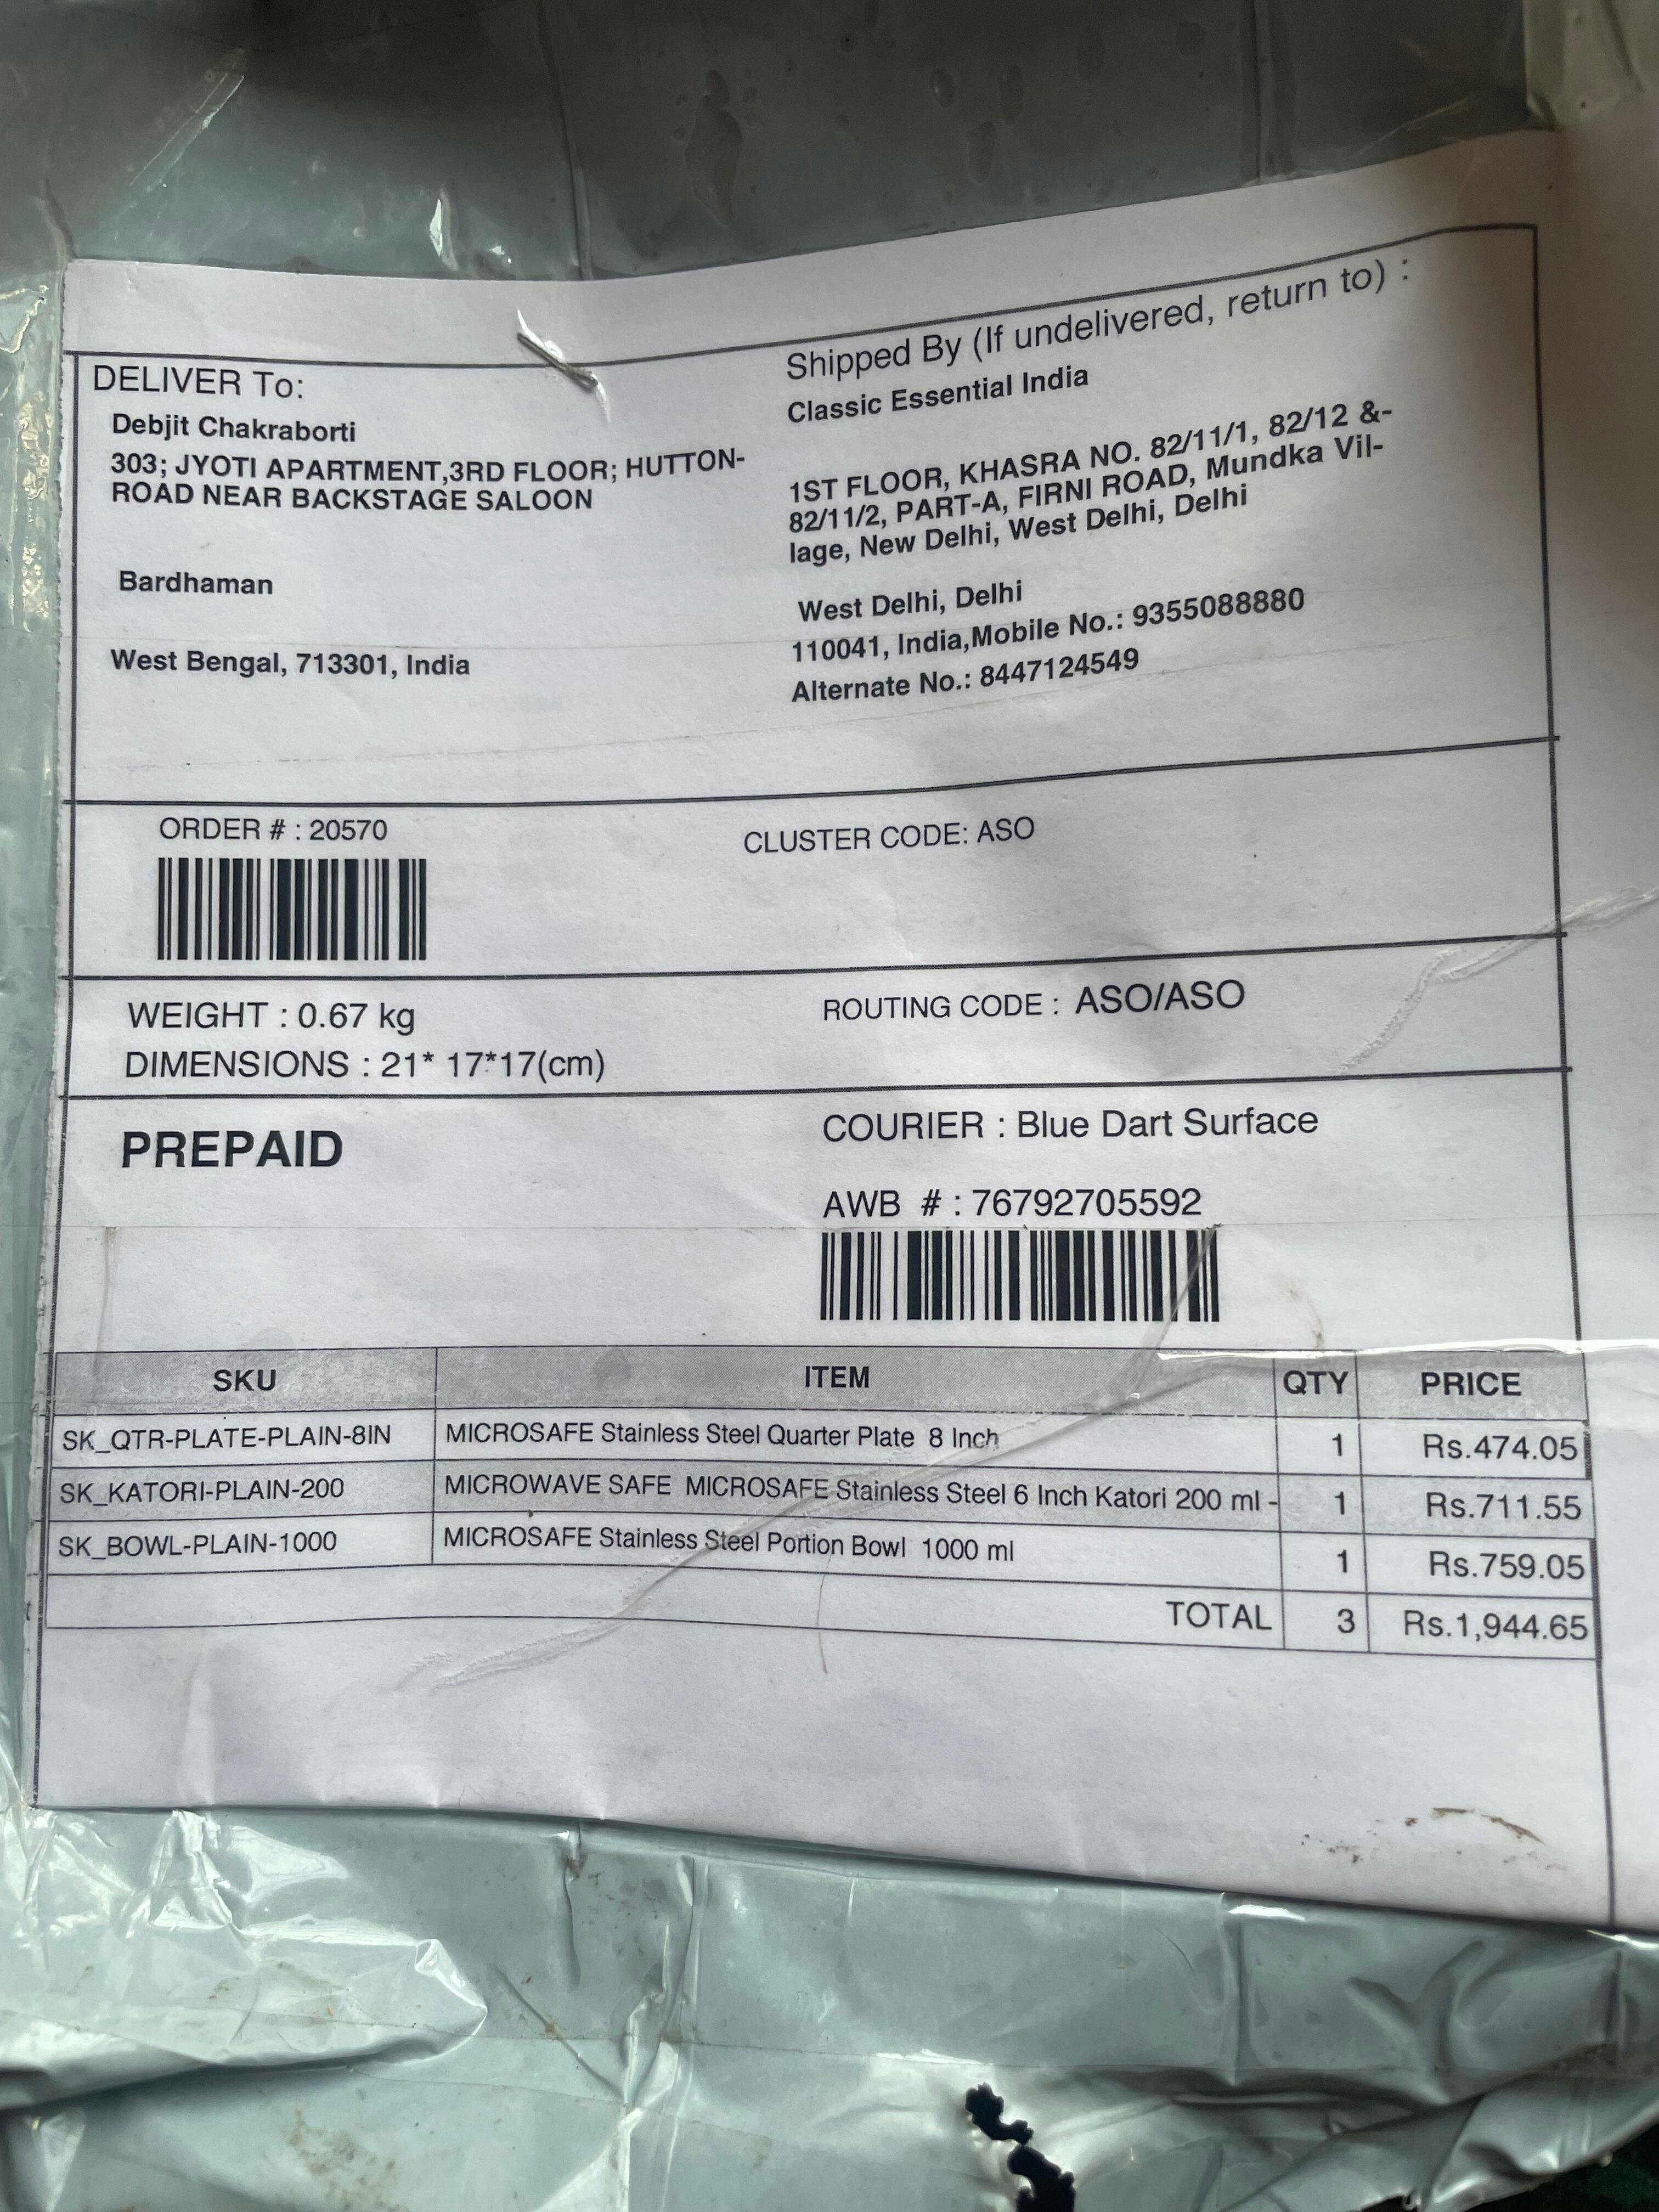 DELIVER To:
Debjit Chakraborti
303; JYOTI APARTMENT,3RD FLOOR; HUTTON-
ROAD NEAR BACKSTAGE SALOON
Bardhaman
West Bengal, 713301, India
Shipped By (If undelivered, return to) :
Classic Essential India
1ST FLOOR, KHASRA NO. 82/11/1, 82/12 &-
82/11/2, PART-A, FIRNI ROAD, Mundka Vil-
lage, New Delhi, West Delhi, Delhi
West Delhi, Delhi
110041, India,Mobile No.: 9355088880
Alternate No.: 8447124549
ORDER # : 20570
CLUSTER CODE: ASO
WEIGHT : 0.67 kg
DIMENSIONS : 21* 17*17(cm)
ROUTING CODE : ASO/ASO
PREPAID
COURIER : Blue Dart Surface
AWB # : 76792705592
SKU ITEM QTY PRICE
SK_QTR-PLATE-PLAIN-8IN MICROSAFE Stainless Steel Quarter Plate 8 Inch 1 Rs.474.05
SK_KATORI-PLAIN-200 MICROWAVE SAFE MICROSAFE Stainless Steel 6 Inch Katori 200 ml - 1 Rs.711.55
SK_BOWL-PLAIN-1000 MICROSAFE Stainless Steel Portion Bowl 1000 ml 1 Rs.759.05
TOTAL 3 Rs.1,944.65